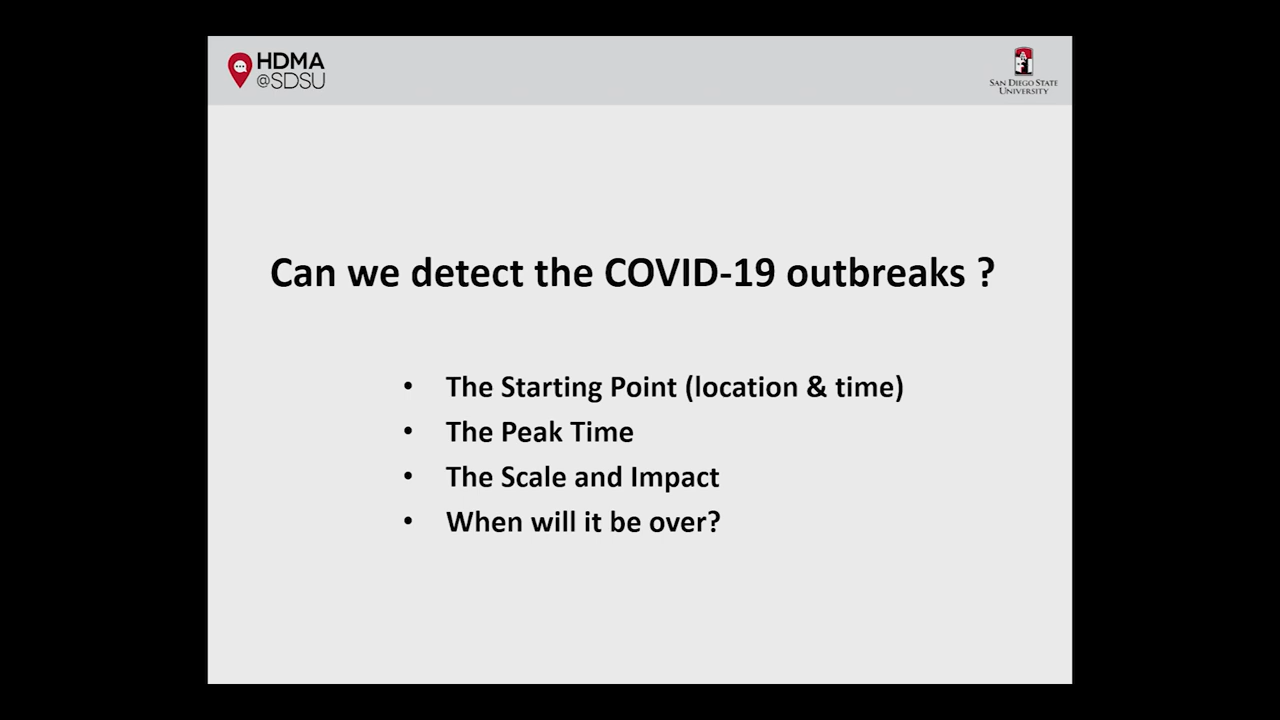 HDMA
@SDSU
SAN DIEGO STATE
UNIVERSITY
Can we detect the COVID-19 outbreaks ?
• The Starting Point (location & time)
• The Peak Time
• The Scale and Impact
• When will it be over?